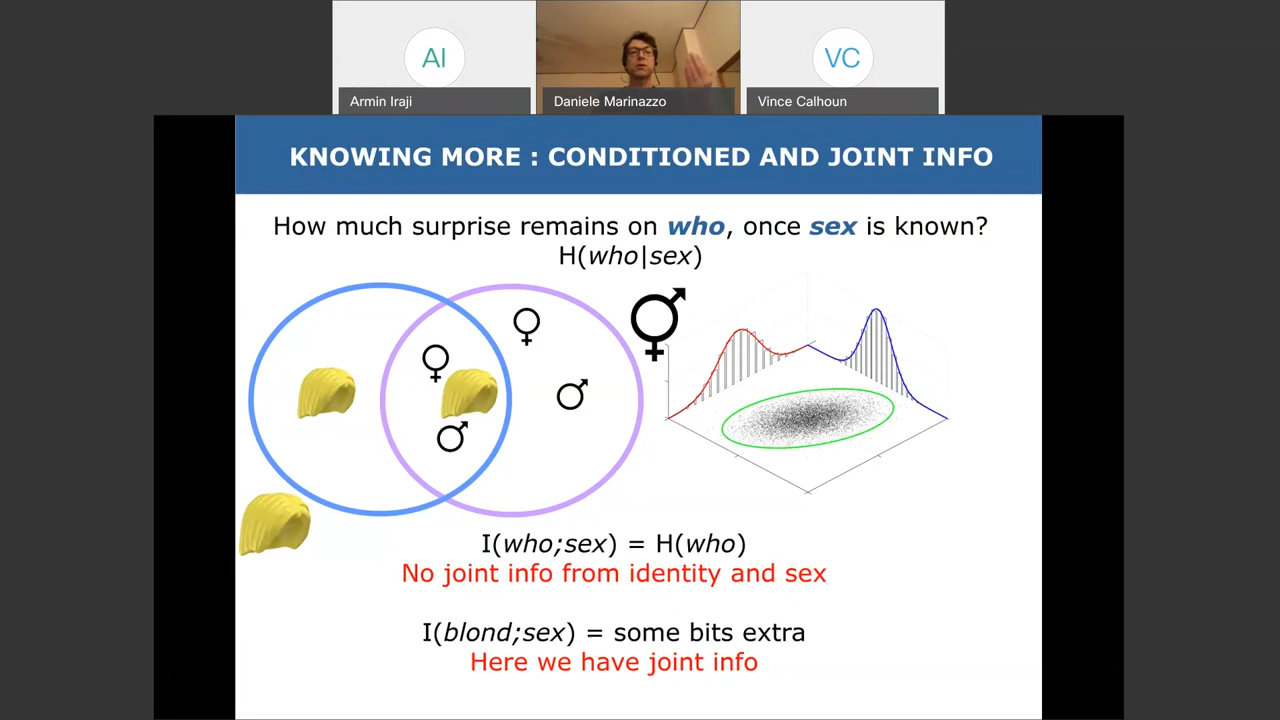 AI
VC
Armin Iraji
Daniele Marinazzo
Vince Calhoun
KNOWING MORE : CONDITIONED AND JOINT INFO
How much surprise remains on who, once sex is known?
H(who|sex)
I(who;sex) = H(who)
No joint info from identity and sex
I(blond;sex) = some bits extra
Here we have joint info